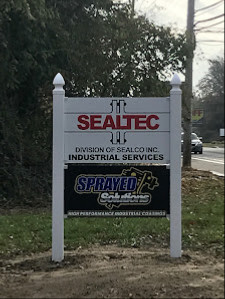 SEALTEC
DIVISION OF SEALCO INC.
INDUSTRIAL SERVICES
SPRAYED
Solutions
HIGH PERFORMANCE INDUSTRIAL COATINGS